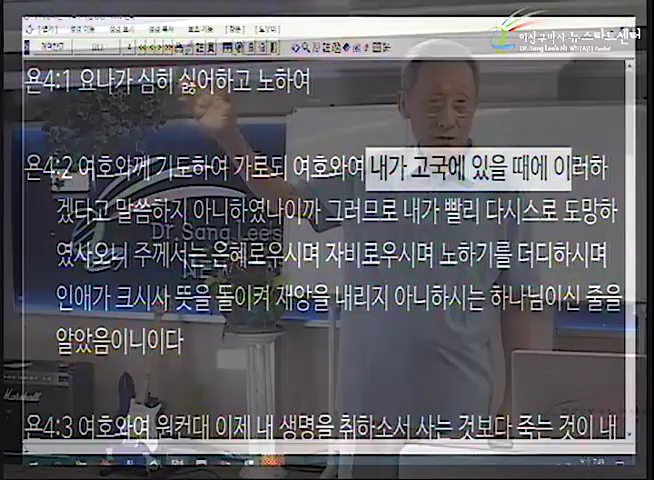 이상구박사 뉴스타트센터
Dr. Sang Lee's NEWSTART Center
욘4:1 요나가 심히 싫어하고 노하여
욘4:2 여호와께 기도하여 가로되 여호와여 내가 고국에 있을 때에 이러하
겠다고 말씀하지 아니하였나이까 그러므로 내가 빨리 다시스로 도망하
였사오니 주께서는 은혜로우시며 자비로우시며 노하기를 더디하시며
인애가 크시사 뜻을 돌이켜 재앙을 내리지 아니하시는 하나님이신 줄을
알았음이니이다
Dr. Sang Lee's
Marshall
욘4:3 여호와여 원컨대 이제 내 생명을 취하소서 사는 것보다 죽는 것이 내